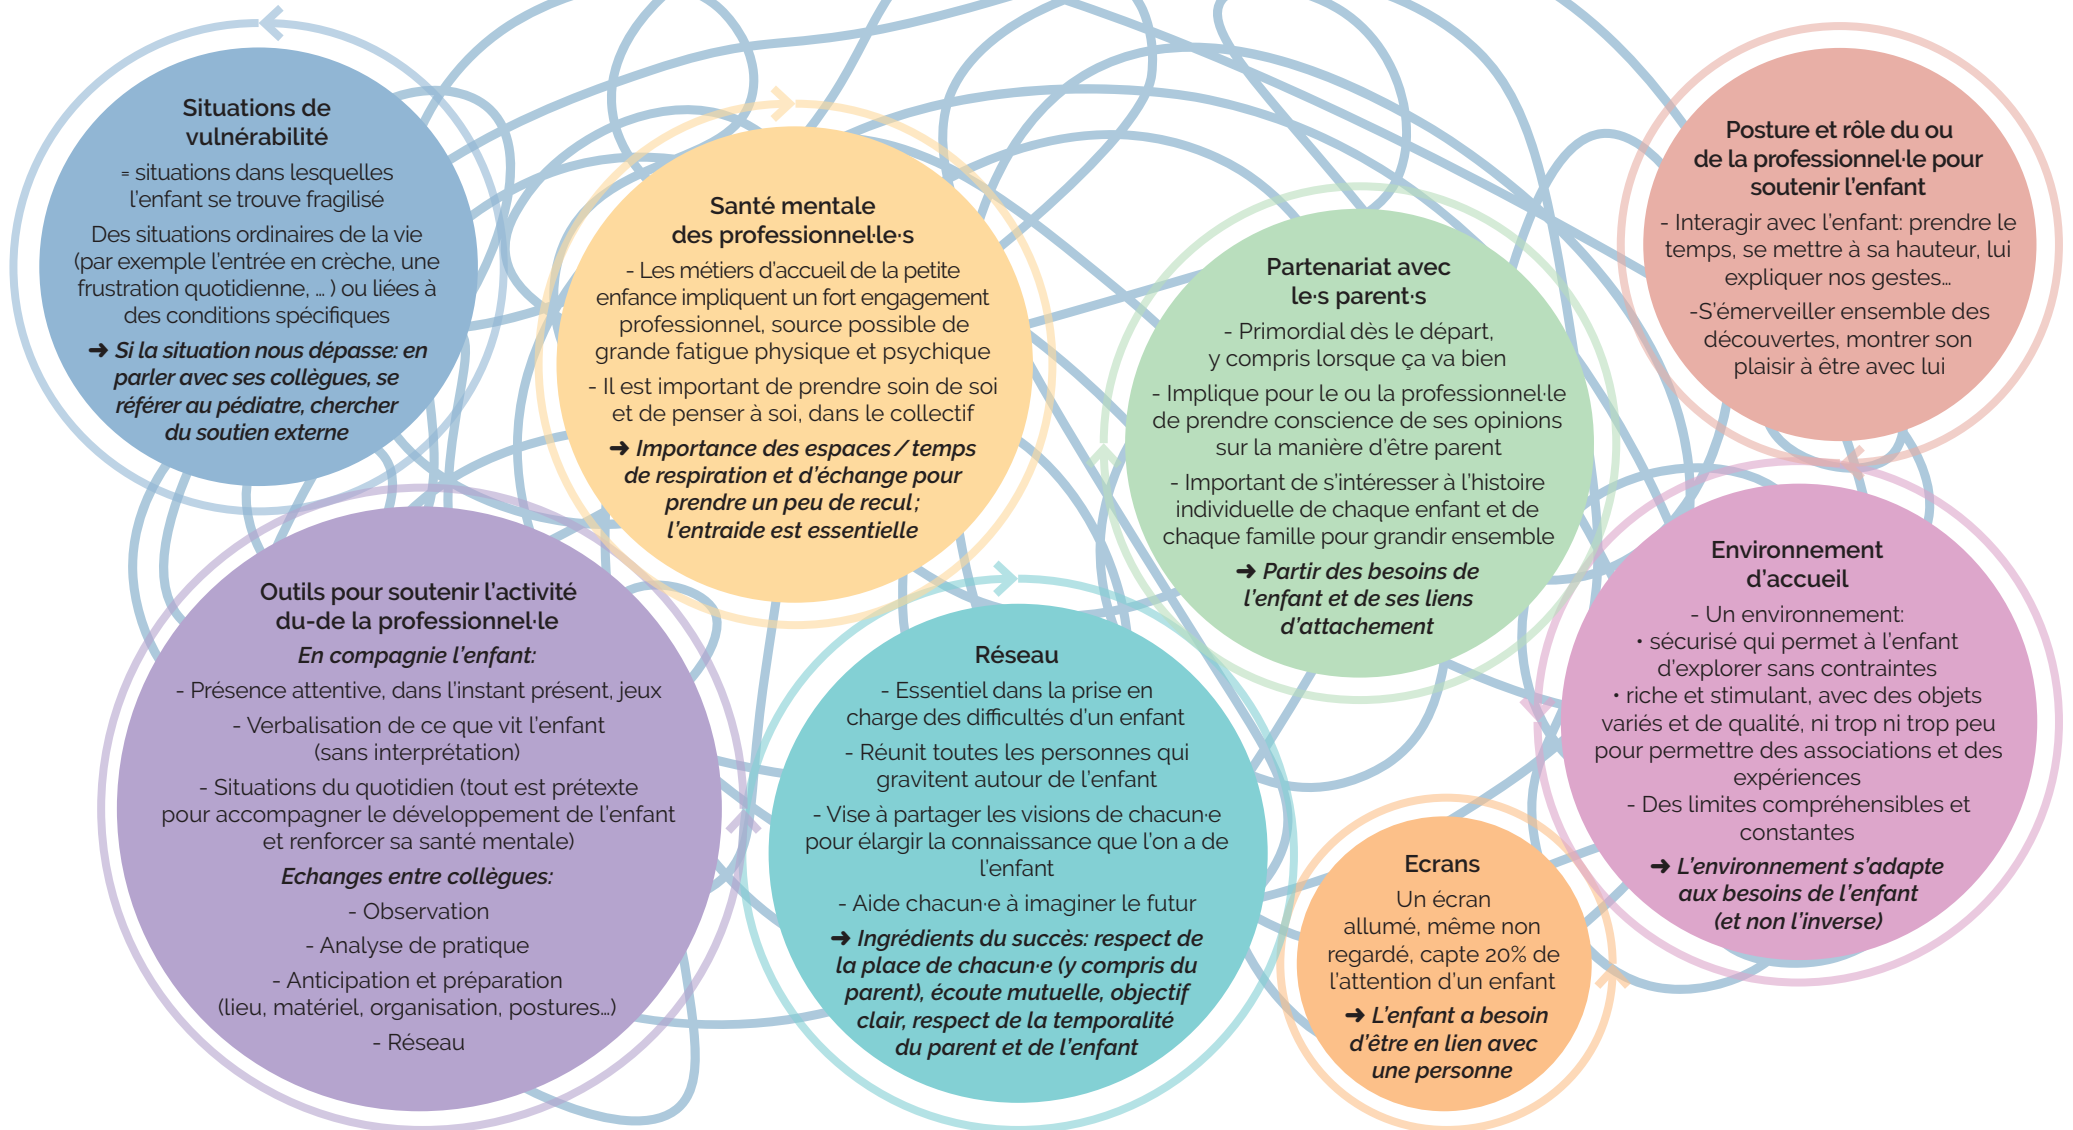 Situations de
vulnérabilité
= situations dans lesquelles
l'enfant se trouve fragilisé
Des situations ordinaires de la vie
(par exemple l'entrée en crèche, une
frustration quotidienne, … ) ou liées à
des conditions spécifiques
➜ Si la situation nous dépasse: en
parler avec ses collègues, se
référer au pédiatre, chercher
du soutien externe
Santé mentale
des professionnel·le·s
- Les métiers d'accueil de la petite
enfance impliquent un fort engagement
professionnel, source possible de
grande fatigue physique et psychique
- Il est important de prendre soin de soi
et de penser à soi, dans le collectif
➜ Importance des espaces / temps
de respiration et d'échange pour
prendre un peu de recul ;
l'entraide est essentielle
Partenariat avec
le·s parent·s
- Primordial dès le départ,
y compris lorsque ça va bien
- Implique pour le ou la professionnel·le
de prendre conscience de ses opinions
sur la manière d'être parent
- Important de s'intéresser à l'histoire
individuelle de chaque enfant et de
chaque famille pour grandir ensemble
➜ Partir des besoins de
l'enfant et de ses liens
d'attachement
Posture et rôle du ou
de la professionnel·le pour
soutenir l'enfant
- Interagir avec l'enfant: prendre le
temps, se mettre à sa hauteur, lui
expliquer nos gestes…
-S'émerveiller ensemble des
découvertes, montrer son
plaisir à être avec lui
Outils pour soutenir l'activité
du-de la professionnel·le
En compagnie l'enfant:
- Présence attentive, dans l'instant présent, jeux
- Verbalisation de ce que vit l'enfant
(sans interprétation)
- Situations du quotidien (tout est prétexte
pour accompagner le développement de l'enfant
et renforcer sa santé mentale)
Echanges entre collègues:
- Observation
- Analyse de pratique
- Anticipation et préparation
(lieu, matériel, organisation, postures…)
- Réseau
Réseau
- Essentiel dans la prise en
charge des difficultés d'un enfant
- Réunit toutes les personnes qui
gravitent autour de l'enfant
- Vise à partager les visions de chacun·e
pour élargir la connaissance que l'on a de
l'enfant
- Aide chacun·e à imaginer le futur
➜ Ingrédients du succès: respect de
la place de chacun·e (y compris du
parent), écoute mutuelle, objectif
clair, respect de la temporalité
du parent et de l'enfant
Ecrans
Un écran
allumé, même non
regardé, capte 20% de
l'attention d'un enfant
➜ L'enfant a besoin
d'être en lien avec
une personne
Environnement
d'accueil
- Un environnement:
• sécurisé qui permet à l'enfant
d'explorer sans contraintes
• riche et stimulant, avec des objets
variés et de qualité, ni trop ni trop peu
pour permettre des associations et des
expériences
- Des limites compréhensibles et
constantes
➜ L'environnement s'adapte
aux besoins de l'enfant
(et non l'inverse)